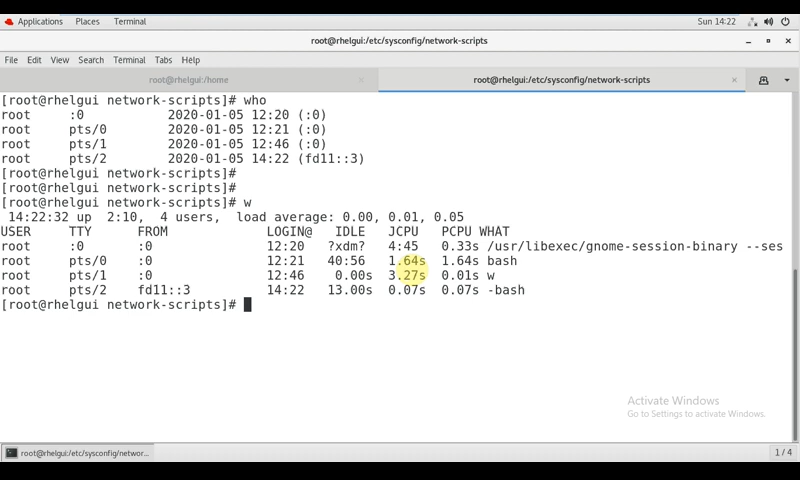 Applications Places Terminal Sun 14:22
root@rhelgui:/etc/sysconfig/network-scripts
File Edit View Search Terminal Tabs Help
root@rhelgui:/home × root@rhelgui:/etc/sysconfig/network-scripts ×
[root@rhelgui network-scripts]# who
root     :0           2020-01-05 12:20 (:0)
root     pts/0        2020-01-05 12:21 (:0)
root     pts/1        2020-01-05 12:46 (:0)
root     pts/2        2020-01-05 14:22 (fd11::3)
[root@rhelgui network-scripts]#
[root@rhelgui network-scripts]#
[root@rhelgui network-scripts]# w
 14:22:32 up  2:10,  4 users,  load average: 0.00, 0.01, 0.05
USER     TTY      FROM             LOGIN@   IDLE   JCPU   PCPU WHAT
root     :0       :0               12:20   ?xdm?   4:45   0.33s /usr/libexec/gnome-session-binary --ses
root     pts/0    :0               12:21   40:56   1.64s  1.64s bash
root     pts/1    :0               12:46    0.00s  3.27s  0.01s w
root     pts/2    fd11::3          14:22   13.00s  0.07s  0.07s -bash
[root@rhelgui network-scripts]#
Activate Windows
Go to Settings to activate Windows.
root@rhelgui:/etc/sysconfig/networ... 1 / 4